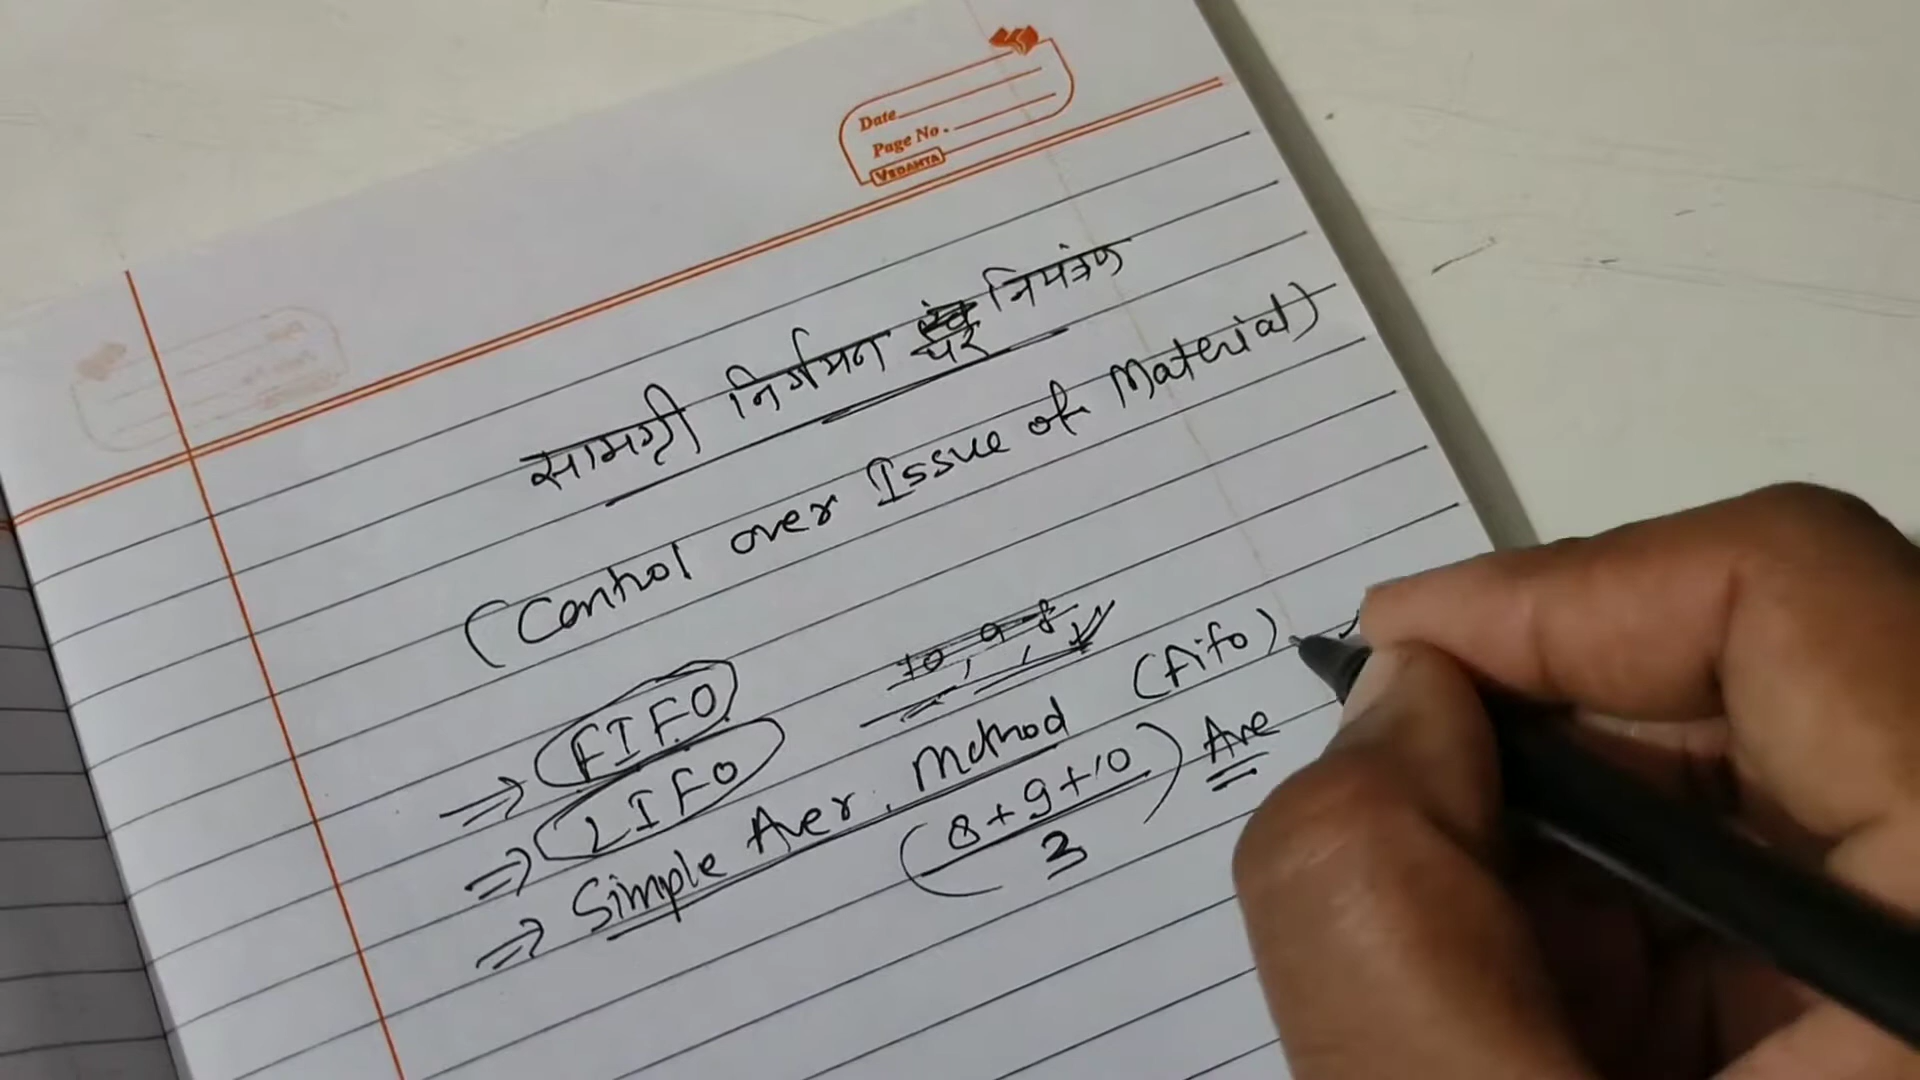 Date
Page No.
VEDANTA
सामग्री निर्गमन पर नियंत्रण
(Control over Issue of Material)
10, 9, 8
⇒ FIFO
⇒ LIFO
⇒ Simple Aver. Method (fifo)
(8+9+10) Ave
3